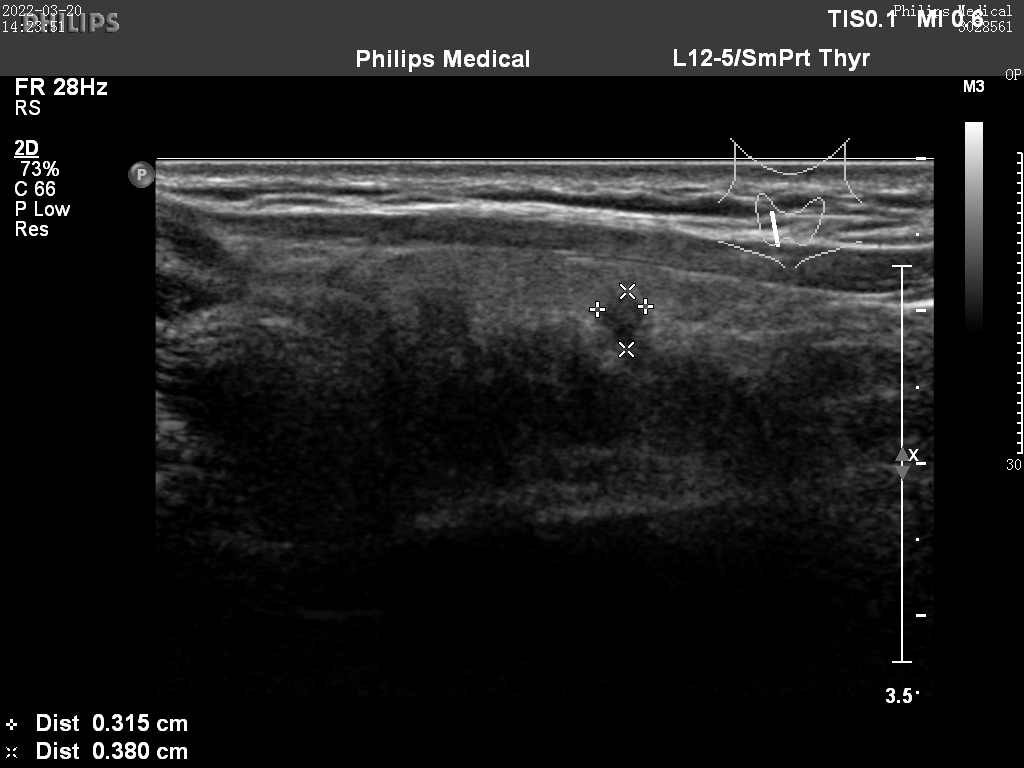 2022-03-20
14:23:51
PHILIPS
TIS0.1 MI 0.6
Philips Medical
3028561
Philips Medical
L12-5/SmPrt Thyr
OP
FR 28Hz
RS
M3
2D
73%
C 66
P Low
Res
P
X
30
3.5
Dist 0.315 cm
Dist 0.380 cm